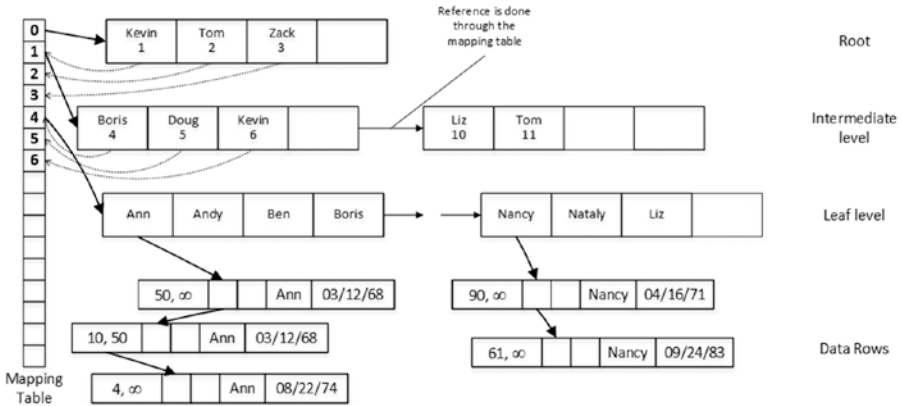 Reference is done
through the
mapping table
0
1
2
3
4
5
6
Mapping
Table
Kevin Tom Zack
1 2 3
Root
Boris Doug Kevin
4 5 6
Liz Tom
10 11
Intermediate
level
Ann Andy Ben Boris
Nancy Nataly Liz
Leaf level
50, ∞ Ann 03/12/68
90, ∞ Nancy 04/16/71
10, 50 Ann 03/12/68
61, ∞ Nancy 09/24/83
Data Rows
4, ∞ Ann 08/22/74